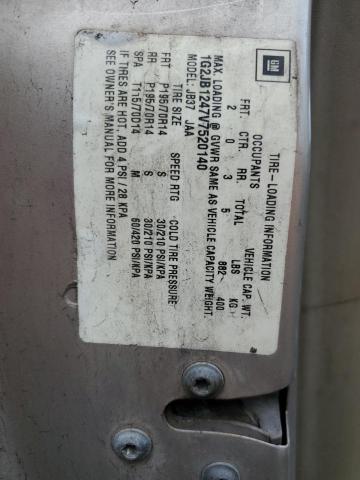 GM
TIRE-LOADING INFORMATION
OCCUPANTS VEHICLE CAP. WT.
FRT. CTR. RR. TOTAL LBS KG
2 0 3 5 882 400
MAX. LOADING @ GVWR SAME AS VEHICLE CAPACITY WEIGHT.
1G2JB1247V7520140
MODEL: JB37 JAA
TIRE SIZE SPEED RTG COLD TIRE PRESSURE
FRT P195/70R14 S 30/210 PSI/KPA
RR P195/70R14 S 30/210 PSI/KPA
SPA T115/70D14 M 60/420 PSI/KPA
IF TIRES ARE HOT, ADD 4 PSI/28 KPA
SEE OWNER'S MANUAL FOR ADDITIONAL INFORMATION